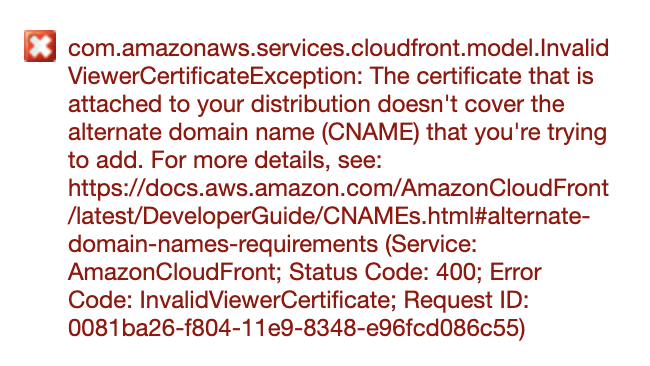 com.amazonaws.services.cloudfront.model.Invalid
ViewerCertificateException: The certificate that is
attached to your distribution doesn't cover the
alternate domain name (CNAME) that you're trying
to add. For more details, see:
https://docs.aws.amazon.com/AmazonCloudFront
/latest/DeveloperGuide/CNAMEs.html#alternate-
domain-names-requirements (Service:
AmazonCloudFront; Status Code: 400; Error
Code: InvalidViewerCertificate; Request ID:
0081ba26-f804-11e9-8348-e96fcd086c55)